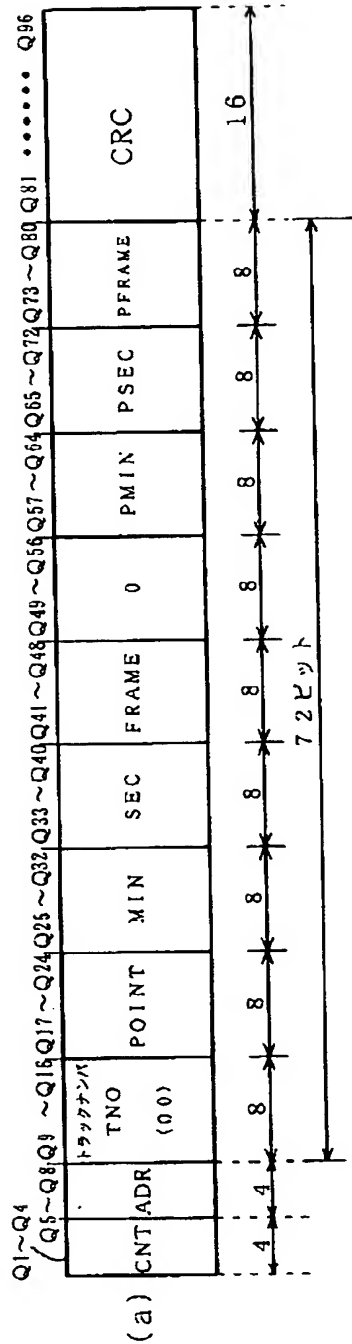 Q1~Q4
Q5~Q8 Q9 ~Q16 Q17 ~Q24 Q25 ~Q32 Q33 ~Q40 Q41 ~Q48 Q49 ~Q56 Q57 ~Q64 Q65 ~Q72 Q73 ~Q80 Q81 •••••• Q96
CNT
ADR
トラックナンバ
TNO
(00)
POINT
MIN
SEC
FRAME
0
PMIN
PSEC
PFRAME
CRC
4 4 8 8 8 8 8 8 8 8 8 16
72ビット
(a)